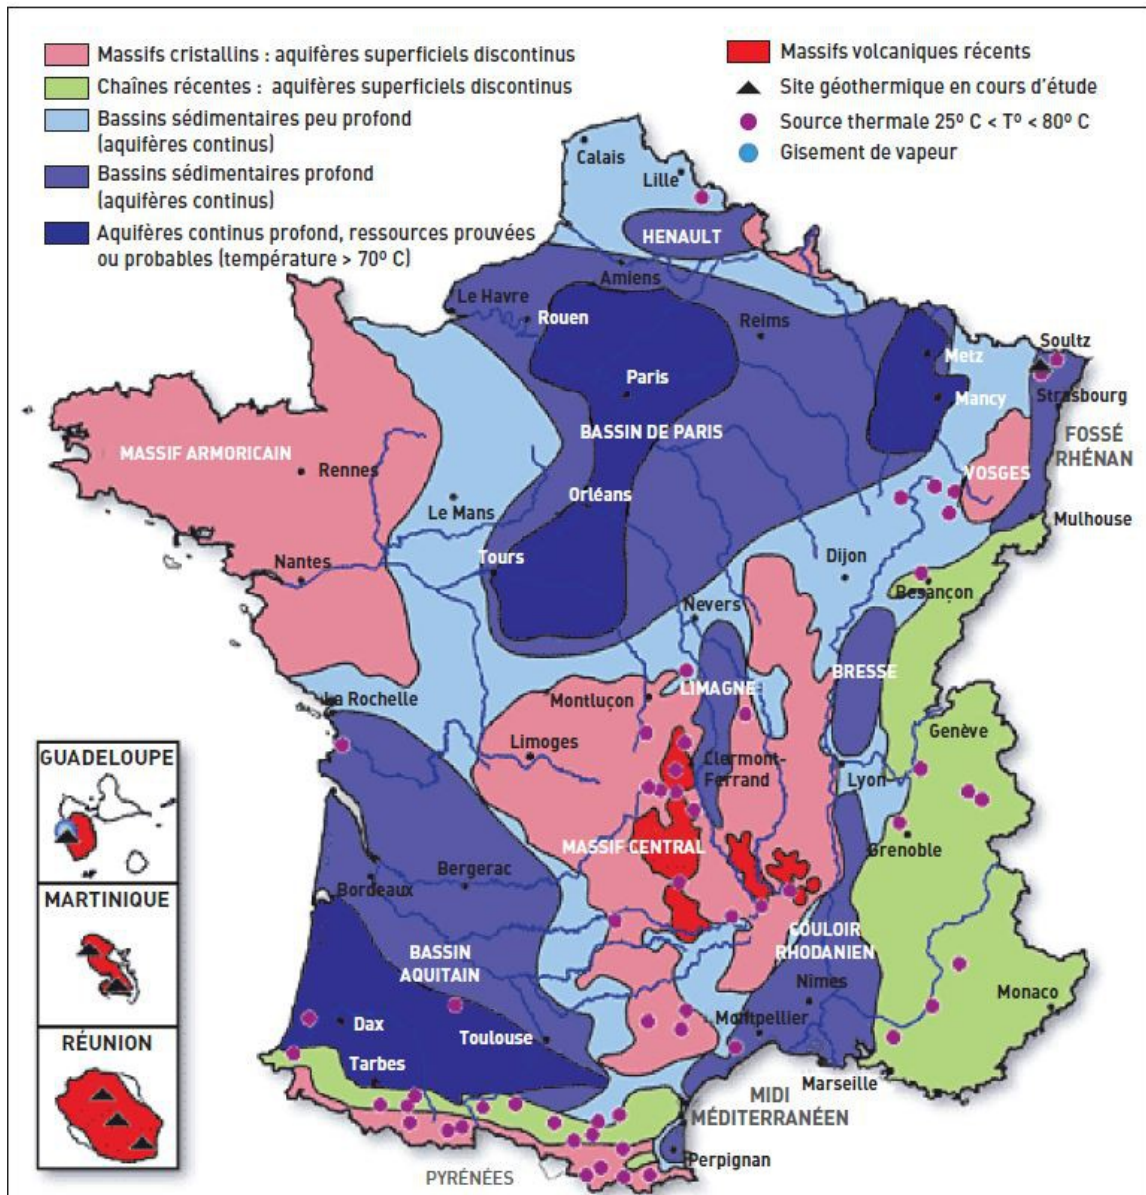 Massifs cristallins : aquifères superficiels discontinus
Chaînes récentes : aquifères superficiels discontinus
Bassins sédimentaires peu profond
(aquifères continus)
Bassins sédimentaires profond
(aquifères continus)
Aquifères continus profond, ressources prouvées
ou probables (température > 70° C)
Massifs volcaniques récents
Site géothermique en cours d'étude
Source thermale 25° C < T° < 80° C
Gisement de vapeur
Calais
Lille
HENAULT
Amiens
Le Havre
Rouen
Reims
Metz
Soultz
Paris
Mancy
Strasbourg
BASSIN DE PARIS
FOSSÉ
RHÉNAN
MASSIF ARMORICAIN
Rennes
VOSGES
Orléans
Le Mans
Mulhouse
Tours
Dijon
Nantes
Besançon
Nevers
BRESSE
LIMAGNE
La Rochelle
Montluçon
Genève
Limoges
Clermont-
Ferrand
Lyon
MASSIF CENTRAL
Grenoble
Bergerac
Bordeaux
COULOIR
RHODANIEN
BASSIN
AQUITAIN
Nîmes
Monaco
Dax
Toulouse
Montpellier
Tarbes
Marseille
MIDI
MÉDITERRANÉEN
Perpignan
PYRÉNÉES
GUADELOUPE
MARTINIQUE
RÉUNION